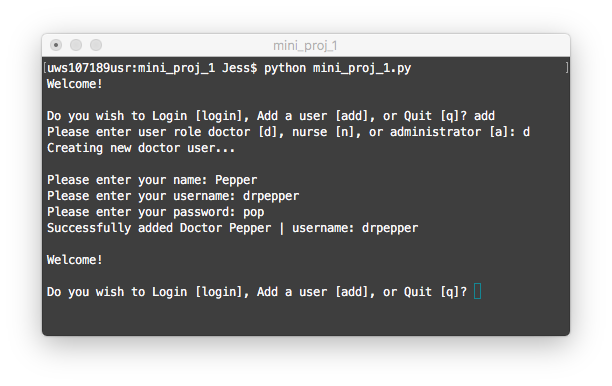 mini_proj_1
[uws107189usr:mini_proj_1 Jess$ python mini_proj_1.py ]
Welcome!
Do you wish to Login [login], Add a user [add], or Quit [q]? add
Please enter user role doctor [d], nurse [n], or administrator [a]: d
Creating new doctor user...
Please enter your name: Pepper
Please enter your username: drpepper
Please enter your password: pop
Successfully added Doctor Pepper | username: drpepper
Welcome!
Do you wish to Login [login], Add a user [add], or Quit [q]?